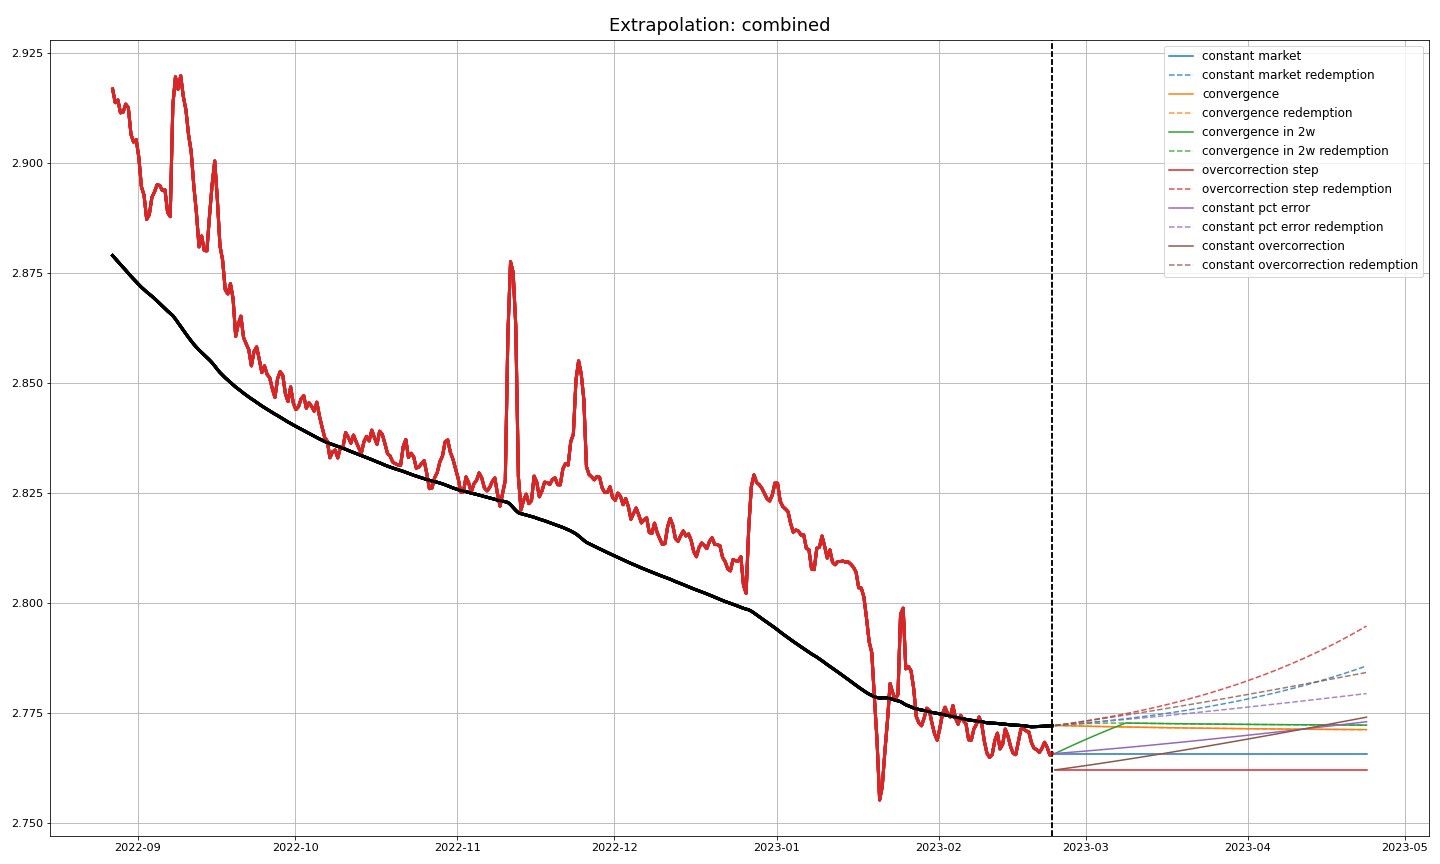 Extrapolation: combined
2.925
2.900
2.875
2.850
2.825
2.800
2.775
2.750
constant market
constant market redemption
convergence
convergence redemption
convergence in 2w
convergence in 2w redemption
overcorrection step
overcorrection step redemption
constant pct error
constant pct error redemption
constant overcorrection
constant overcorrection redemption
2022-09 2022-10 2022-11 2022-12 2023-01 2023-02 2023-03 2023-04 2023-05